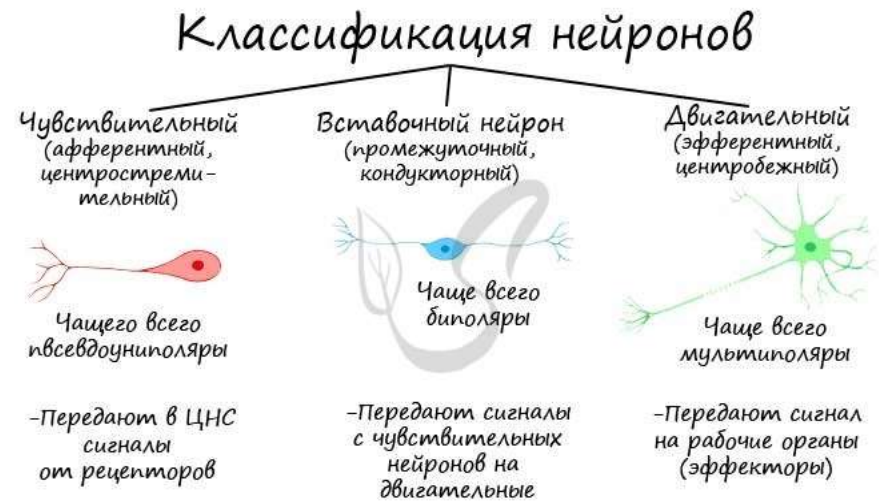 Классификация нейронов
Чувствительный
(афферентный,
центростреми-
тельный)
Вставочный нейрон
(промежуточный,
кондукторный)
Двигательный
(эфферентный,
центробежный)
Чащего всего
пвсевдоуниполяры
Чаще всего
биполяры
Чаще всего
мультиполяры
-Передают в ЦНС
сигналы
от рецепторов
-Передают сигналы
с чувствительных
нейронов на
двигательные
-Передают сигнал
на рабочие органы
(эффекторы)